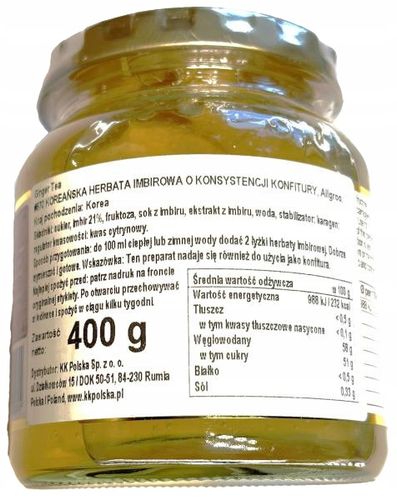 Ginger Tea
#670 KOREAŃSKA HERBATA IMBIROWA O KONSYSTENCJI KONFITURY, Allgroo
Kraj pochodzenia: Korea
Składniki: cukier, imbir 21%, fruktoza, sok z imbiru, ekstrakt z imbiru, woda, stabilizator: karagen;
regulator kwasowości: kwas cytrynowy.
Sposób przygotowania: do 100 ml ciepłej lub zimnej wody dodać 2 łyżki herbaty imbirowej. Dobrze
wymieszać i gotowe. Wskazówka: Ten preparat nadaje się również do użycia jako konfitura.
Najlepiej spożyć przed: patrz nadruk na froncie
oryginalnej etykiety. Po otwarciu przechowywać
w lodówce i spożyć w ciągu kilku tygodni.
Zawartość
netto: 400 g
Dystrybutor: KK Polska Sp. z o. o.
ul. Działkowców 15 / DOK 50-51, 84-230 Rumia
Polska / Poland, www.kkpolska.pl
Średnia wartość odżywcza w 100 g
Wartość energetyczna 988 kJ / 232 kcal
Tłuszcz < 0,5 g
w tym kwasy tłuszczowe nasycone < 0,1 g
Węglowodany 58 g
w tym cukry 51 g
Białko < 0,5 g
Sól 0,33 g